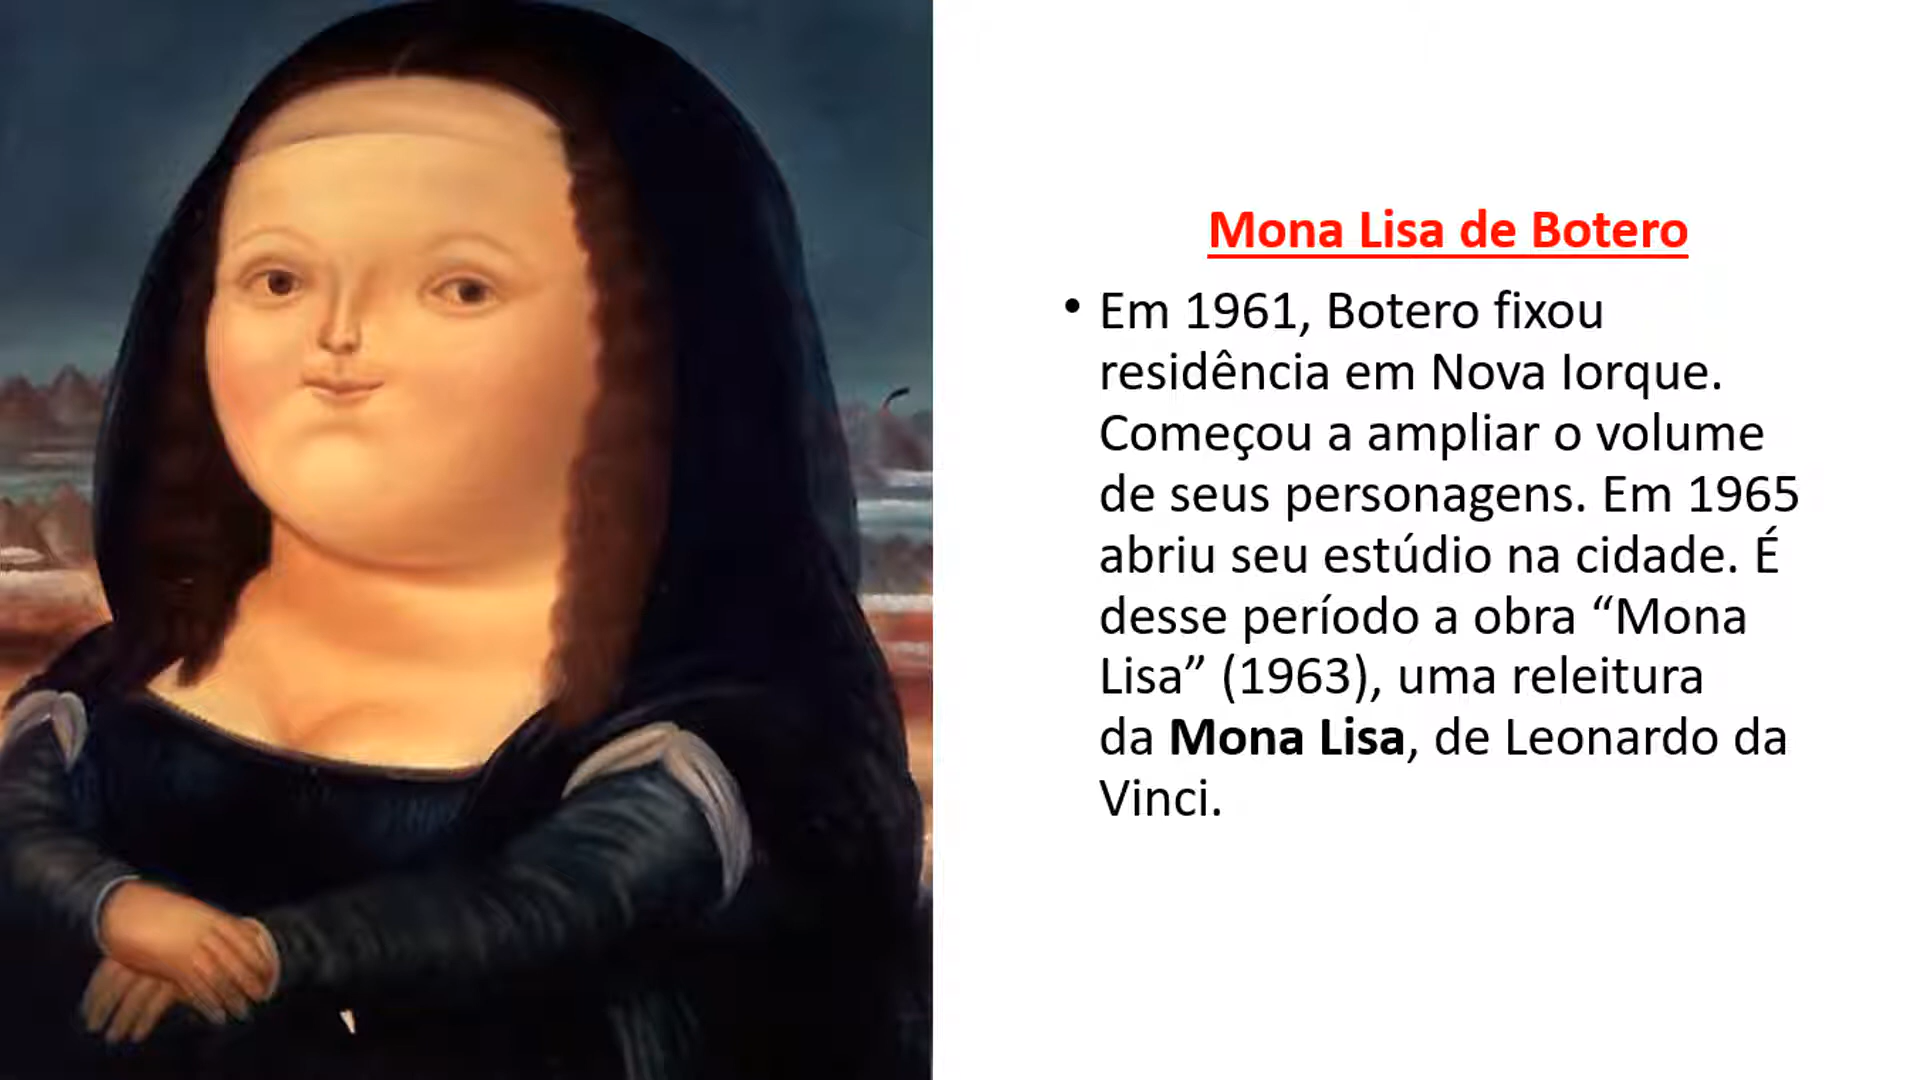 Mona Lisa de Botero
• Em 1961, Botero fixou
residência em Nova Iorque.
Começou a ampliar o volume
de seus personagens. Em 1965
abriu seu estúdio na cidade. É
desse período a obra “Mona
Lisa” (1963), uma releitura
da Mona Lisa, de Leonardo da
Vinci.